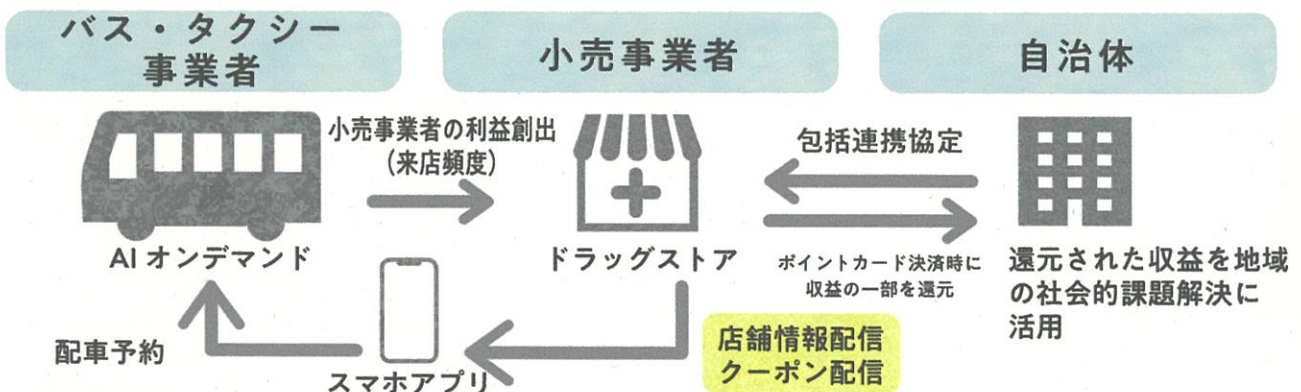 バス・タクシー
事業者
小売事業者
自治体
小売事業者の利益創出
（来店頻度）
包括連携協定
AI オンデマンド
ドラッグストア
ポイントカード決済時に
収益の一部を還元
還元された収益を地域
の社会的課題解決に
活用
配車予約
スマホアプリ
店舗情報配信
クーポン配信